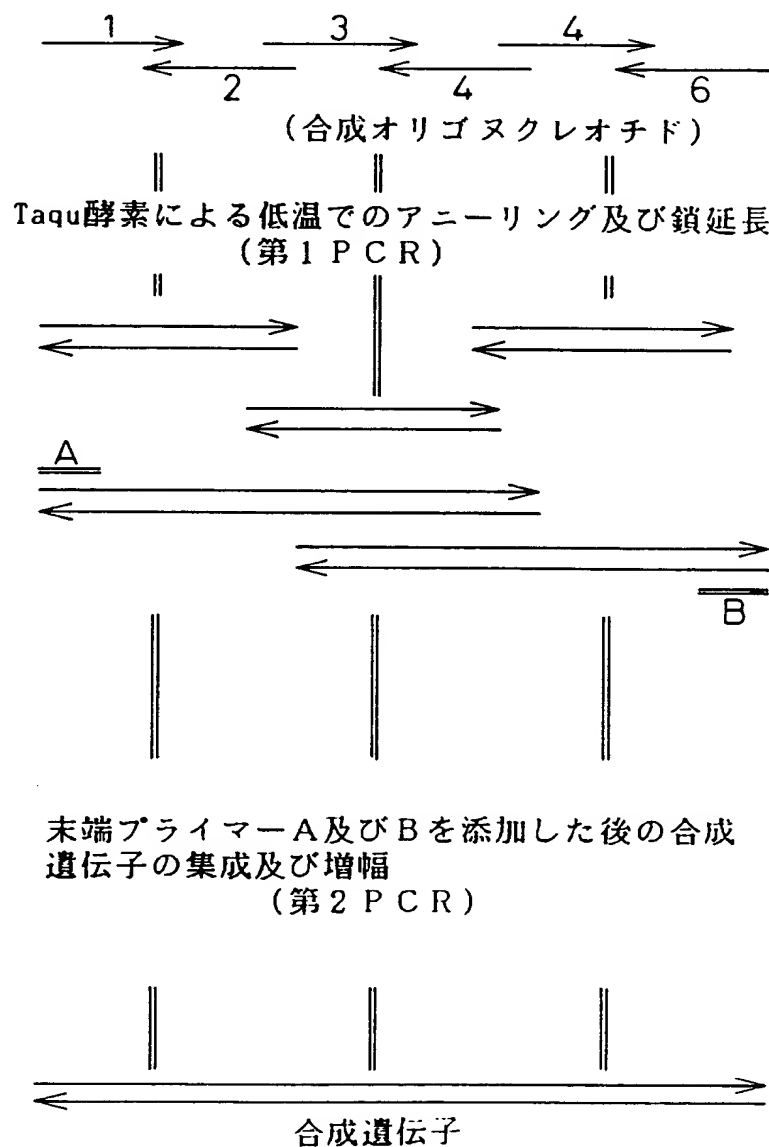 1 3 4
2 4 6
(合成オリゴヌクレオチド)
Taqu酵素による低温でのアニーリング及び鎖延長
(第1PCR)
A
B
末端プライマーA及びBを添加した後の合成
遺伝子の集成及び増幅
(第2PCR)
合成遺伝子